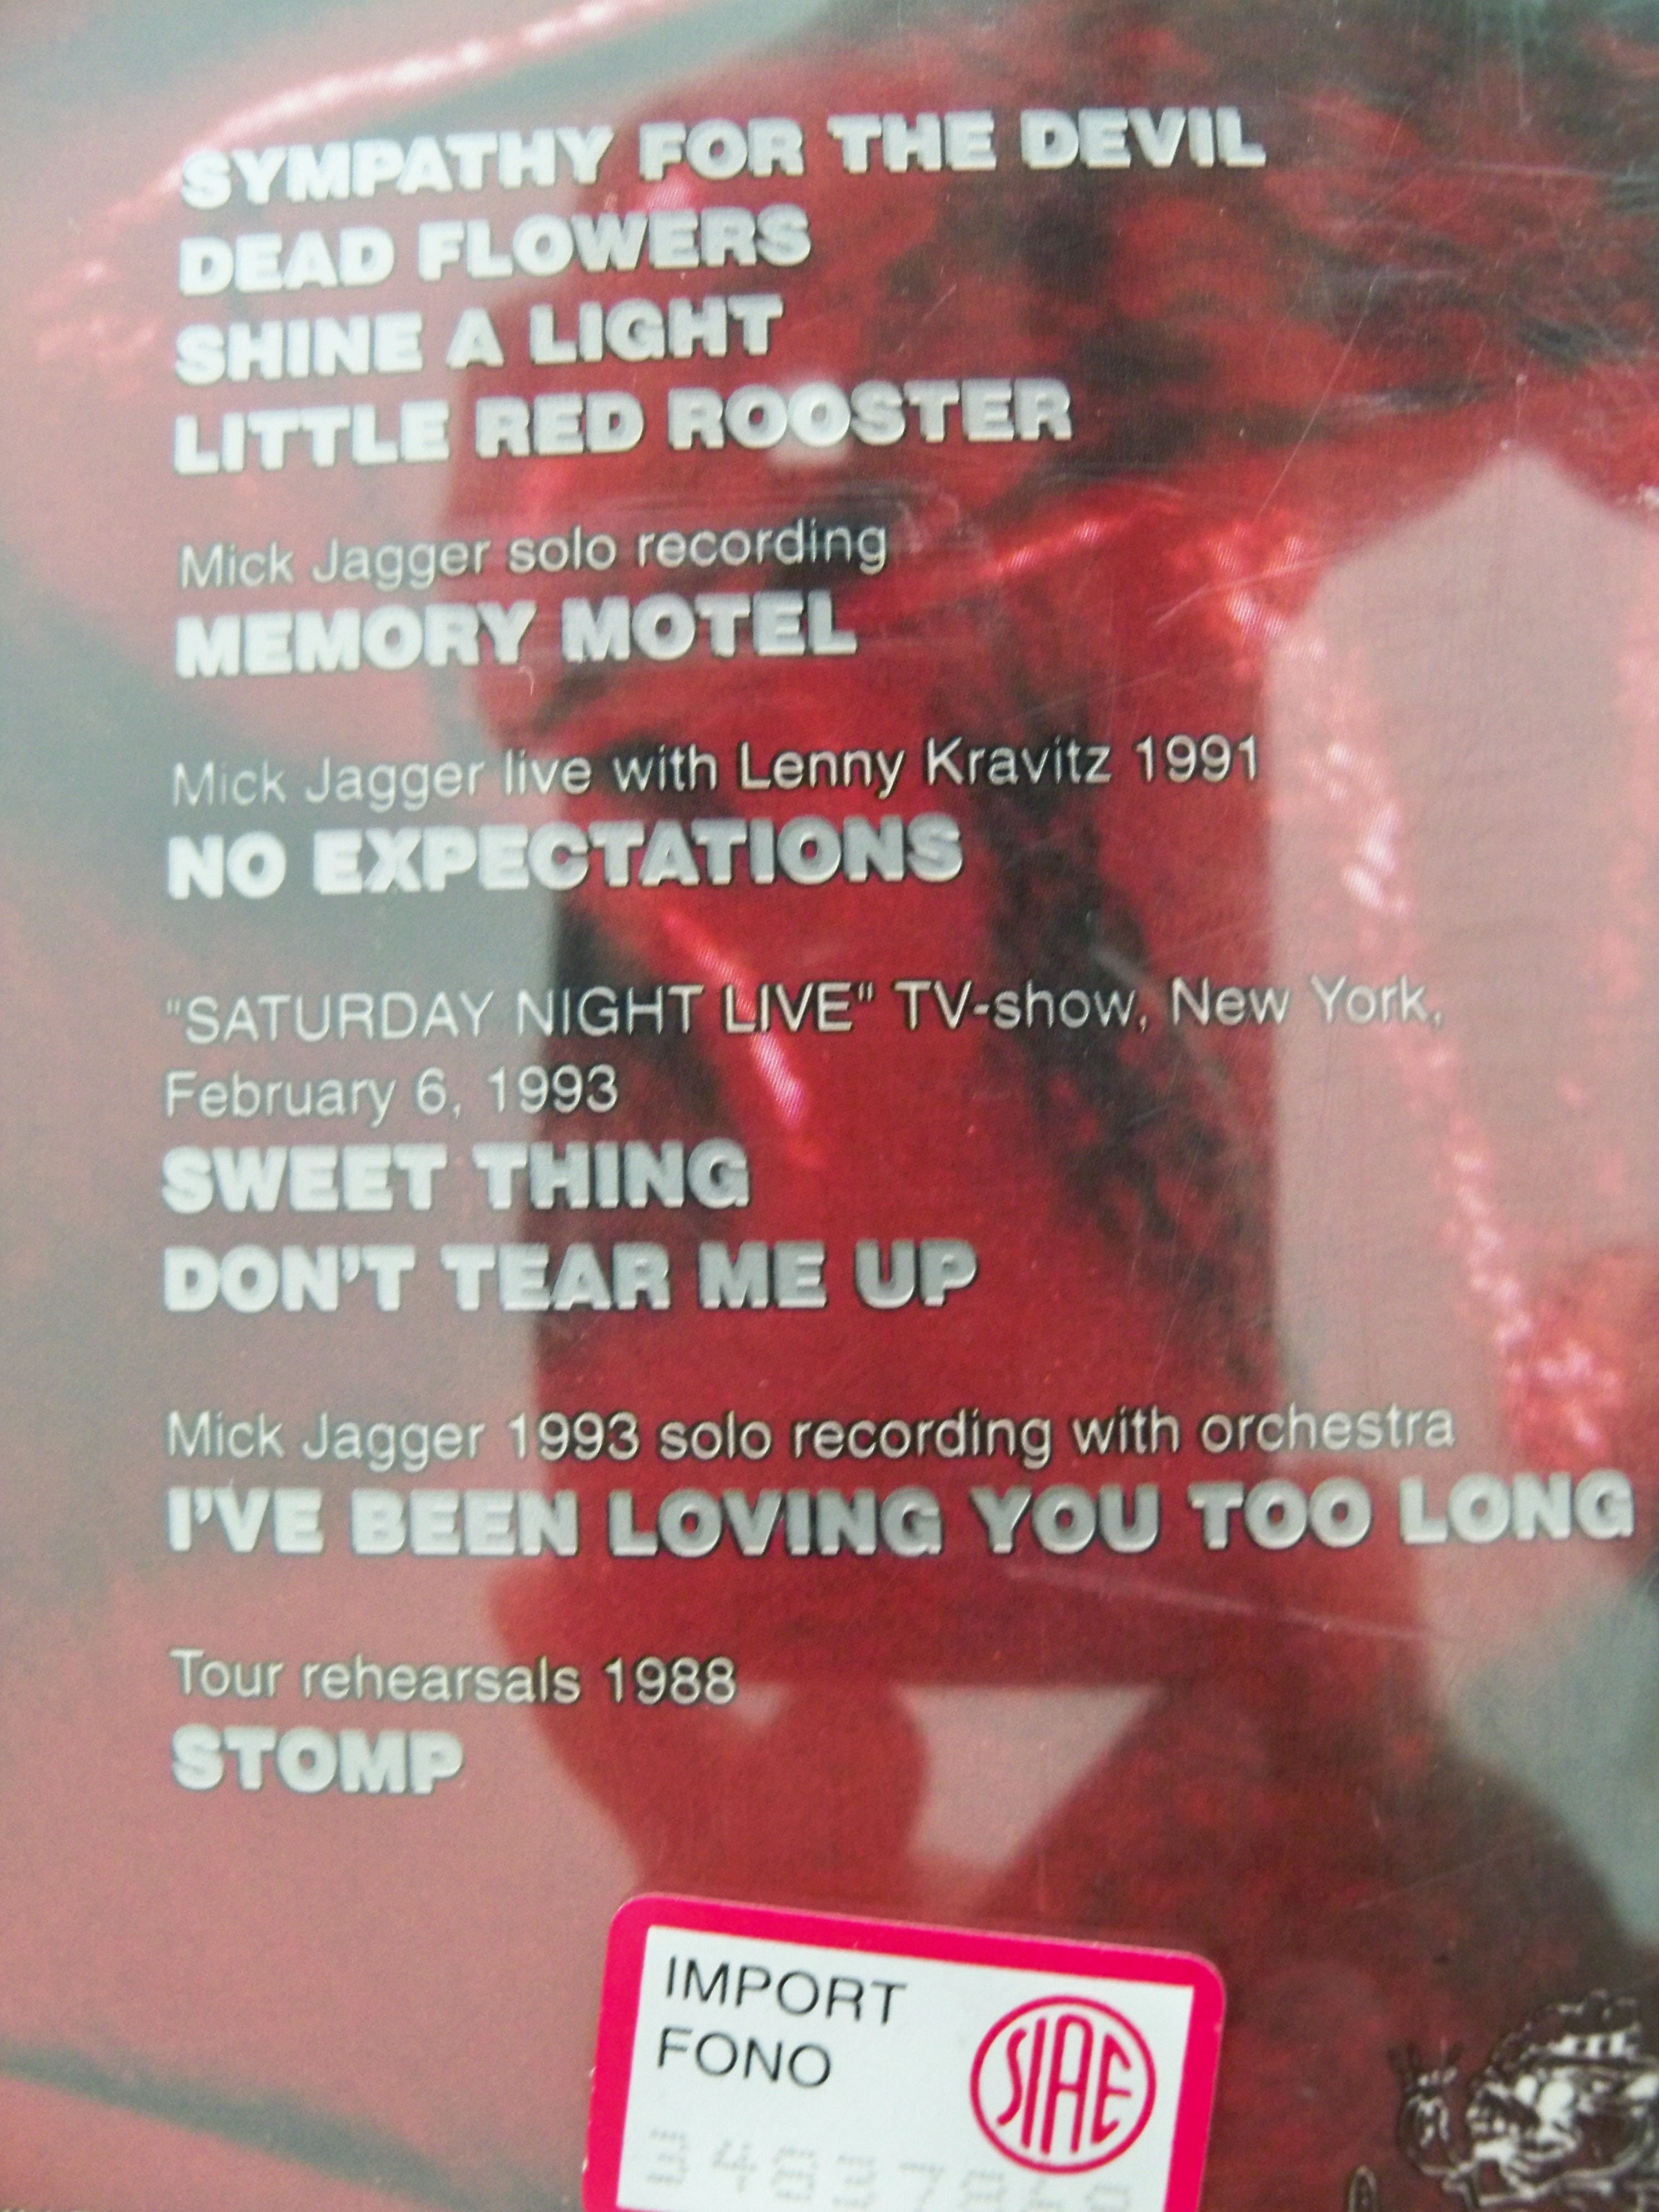 SYMPATHY FOR THE DEVIL
DEAD FLOWERS
SHINE A LIGHT
LITTLE RED ROOSTER
Mick Jagger solo recording
MEMORY MOTEL
Mick Jagger live with Lenny Kravitz 1991
NO EXPECTATIONS
"SATURDAY NIGHT LIVE" TV-show, New York,
February 6, 1993
SWEET THING
DON'T TEAR ME UP
Mick Jagger 1993 solo recording with orchestra
I'VE BEEN LOVING YOU TOO LONG
Tour rehearsals 1988
STOMP
IMPORT
FONO
SIAE